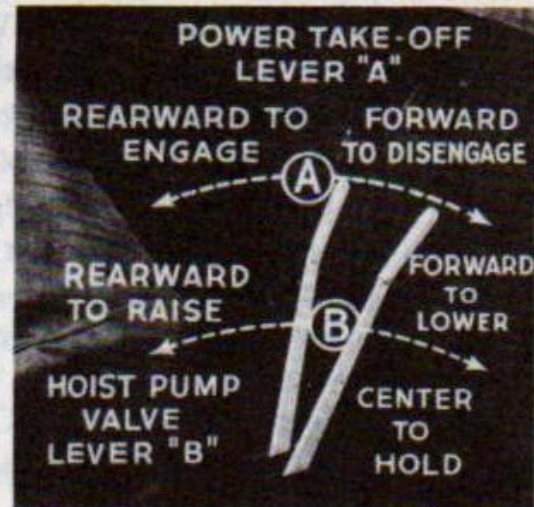 POWER TAKE-OFF
LEVER "A"
REARWARD TO
ENGAGE
FORWARD
TO DISENGAGE
A
REARWARD
TO RAISE
FORWARD
TO
LOWER
B
HOIST PUMP
VALVE
LEVER "B"
CENTER
TO
HOLD